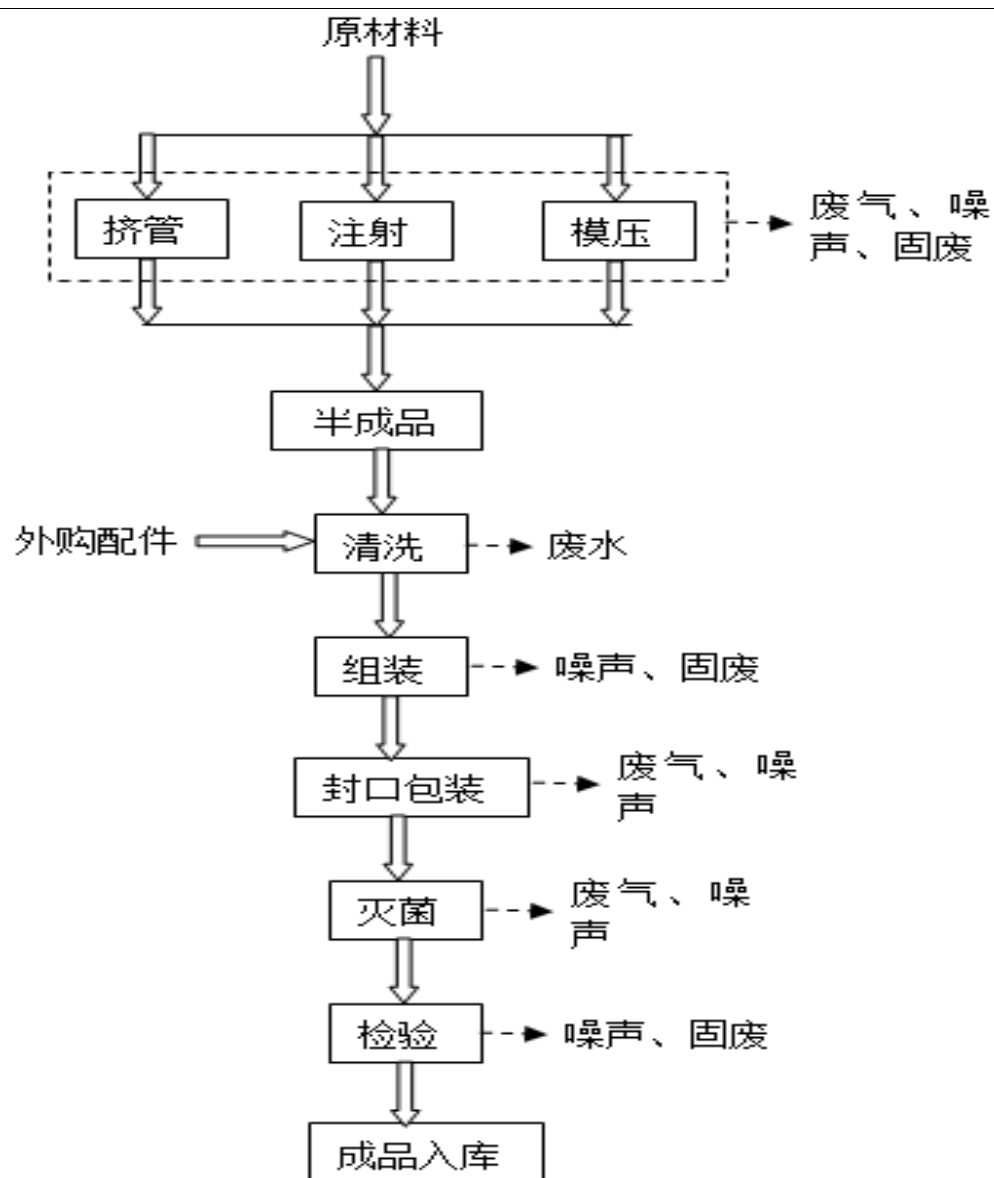 原材料
挤管
注射
模压
废气、噪
声、固废
半成品
外购配件
清洗
废水
组装
噪声、固废
封口包装
废气、噪
声
灭菌
废气、噪
声
检验
噪声、固废
成品入库